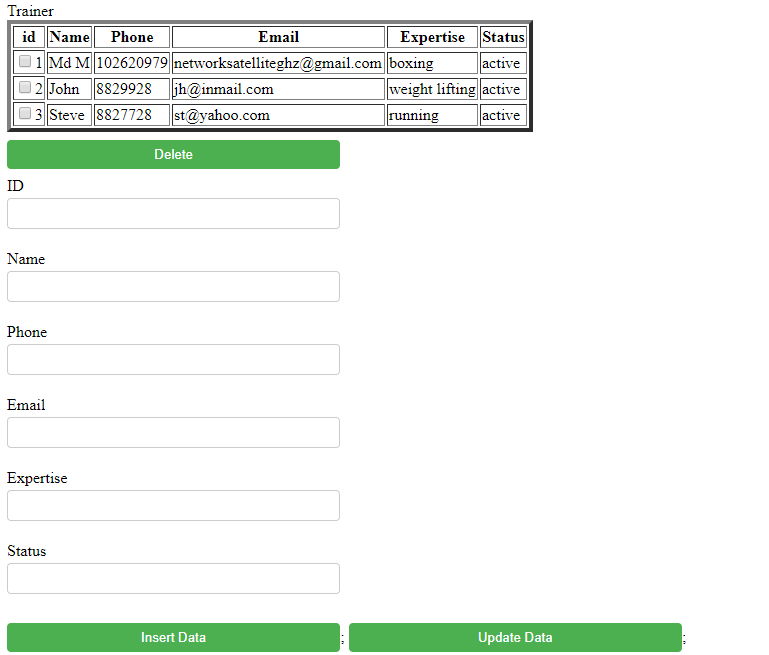 Trainer
id Name Phone Email Expertise Status
1 Md M 102620979 networksatelliteghz@gmail.com boxing active
2 John 8829928 jh@inmail.com weight lifting active
3 Steve 8827728 st@yahoo.com running active
Delete
ID
Name
Phone
Email
Expertise
Status
Insert Data ; Update Data ;